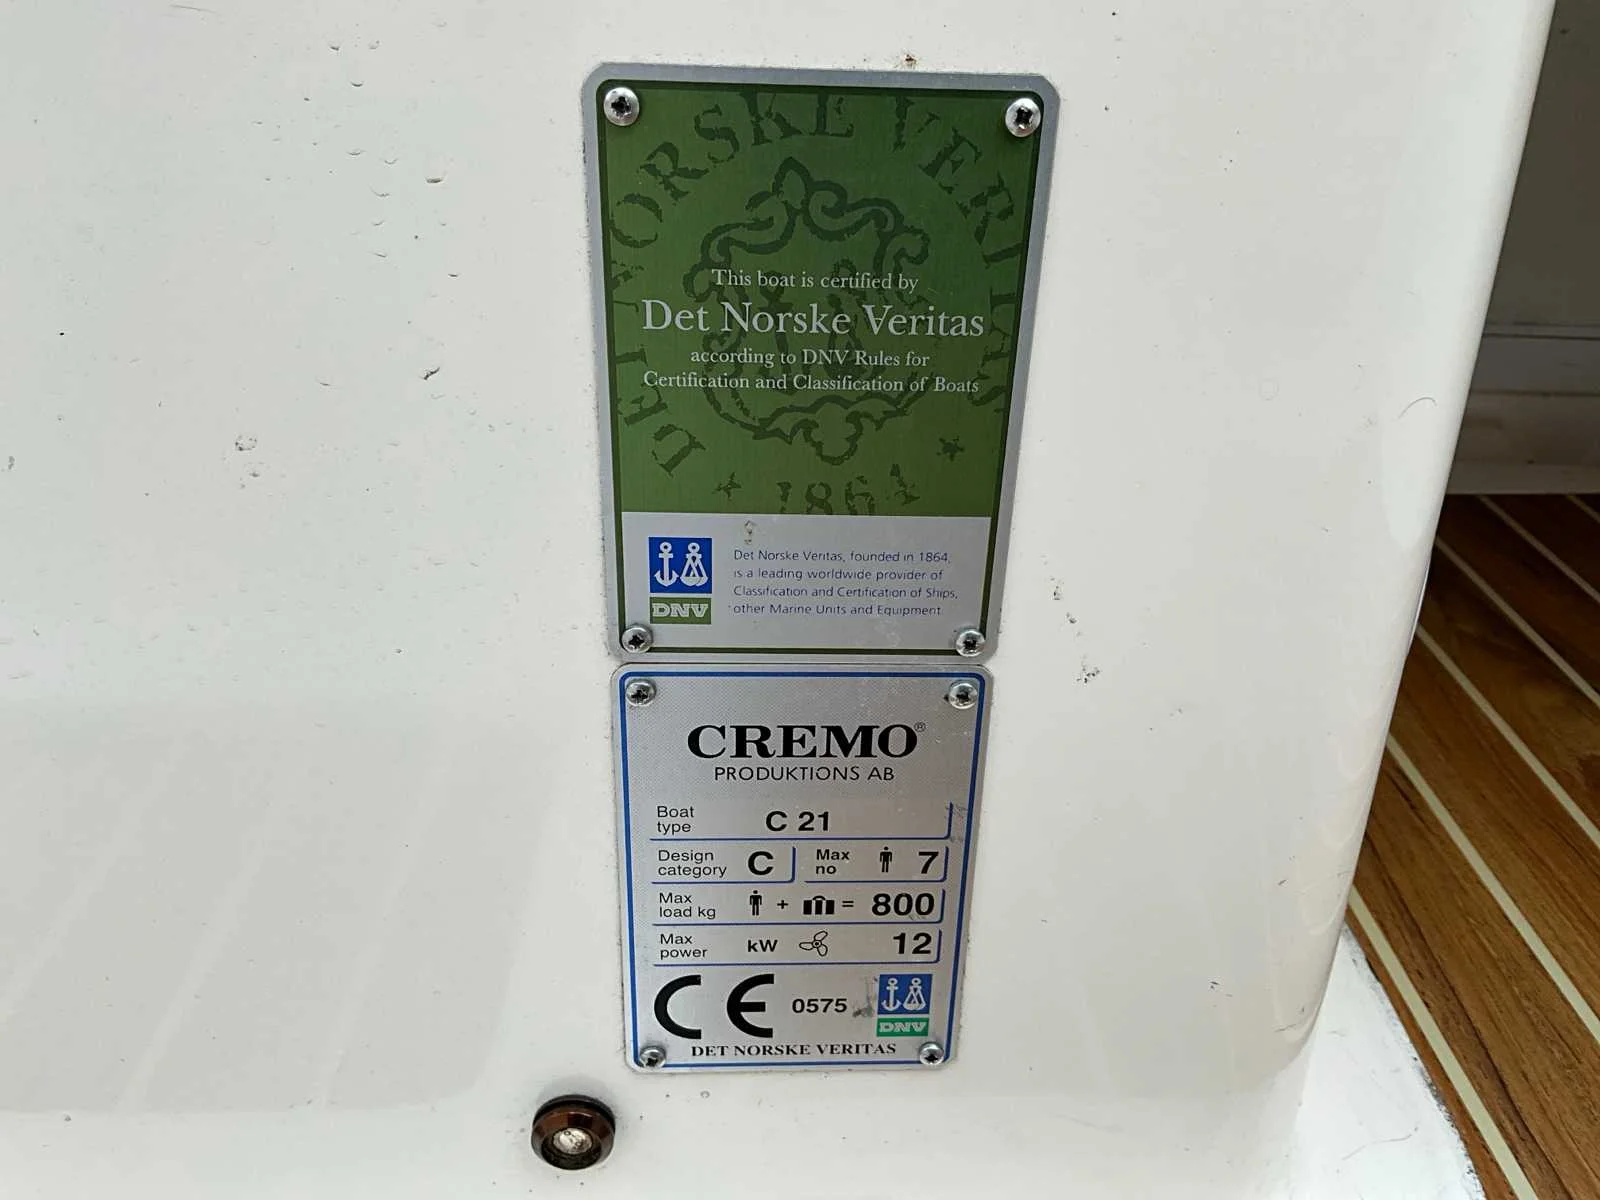 DET NORSKE VERITAS
This boat is certified by
Det Norske Veritas
according to DNV Rules for
Certification and Classification of Boats
1864
DNV
Det Norske Veritas, founded in 1864,
is a leading worldwide provider of
Classification and Certification of Ships,
other Marine Units and Equipment.
CREMO®
PRODUKTIONS AB
Boat type C 21
Design category C Max no 7
Max load kg + = 800
Max power kW 12
CE 0575 DNV
DET NORSKE VERITAS